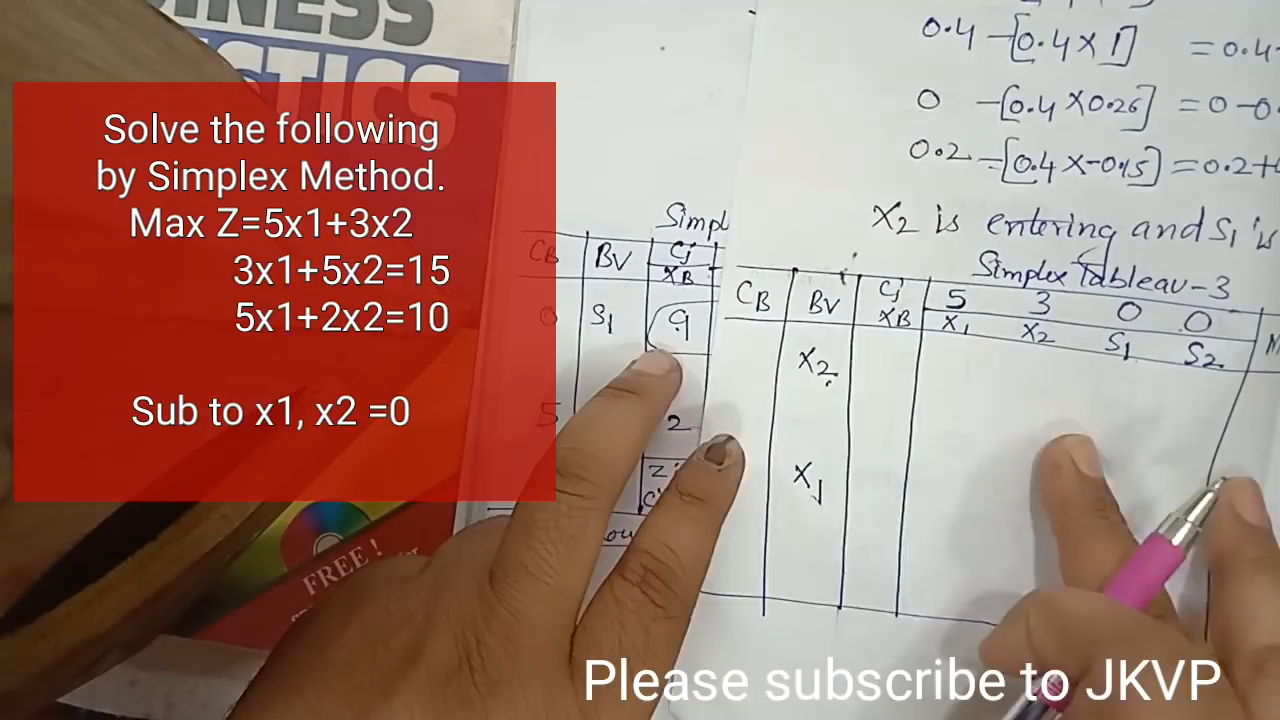 Solve the following
by Simplex Method.
Max Z=5x1+3x2
3x1+5x2=15
5x1+2x2=10
Sub to x1, x2 =0
FREE !
Simpl
CB BV Cj
XB
0 S1 9
5 2
0.4 -[0.4 X 1] = 0.4-
0 -[0.4 X 0.26] = 0 -0.
0.2 -[0.4 X -0.15] = 0.2+
X2 is entering and S1 is
Simplex Tableau-3
CB BV Cj 5 3 0 0
XB X1 X2 S1 S2 M
X2
X1
Please subscribe to JKVP